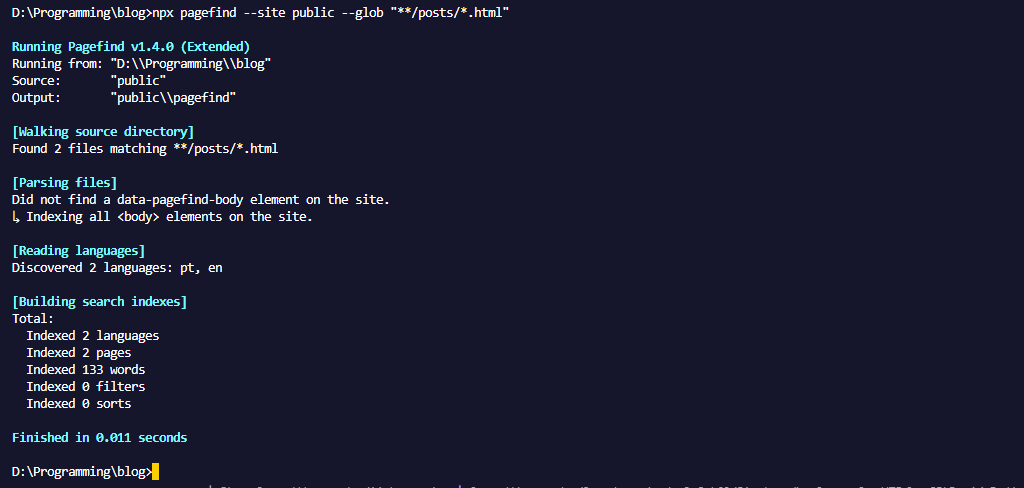 D:\Programming\blog>npx pagefind --site public --glob "**/posts/*.html"
Running Pagefind v1.4.0 (Extended)
Running from: "D:\\Programming\\blog"
Source:       "public"
Output:       "public\\pagefind"
[Walking source directory]
Found 2 files matching **/posts/*.html
[Parsing files]
Did not find a data-pagefind-body element on the site.
↳ Indexing all <body> elements on the site.
[Reading languages]
Discovered 2 languages: pt, en
[Building search indexes]
Total:
  Indexed 2 languages
  Indexed 2 pages
  Indexed 133 words
  Indexed 0 filters
  Indexed 0 sorts
Finished in 0.011 seconds
D:\Programming\blog>